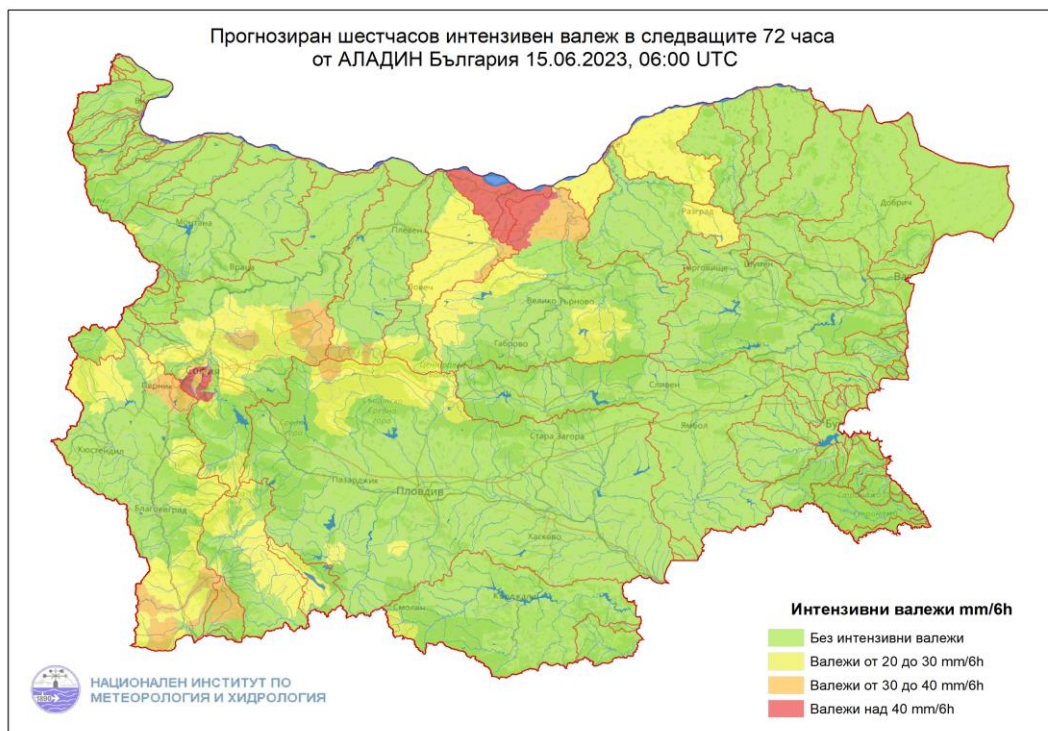 Прогнозиран шестчасов интензивен валеж в следващите 72 часа
от АЛАДИН България 15.06.2023, 06:00 UTC
Добрич
Монтана
Плевен
Разград
Враца
Ловеч
Търговище
Шумен
Велико Търново
Габрово
София
Перник
Сливен
Ямбол
Стара Загора
Кюстендил
Пазарджик
Пловдив
Благоевград
Хасково
Смолян
Кърджали
Интензивни валежи mm/6h
Без интензивни валежи
Валежи от 20 до 30 mm/6h
Валежи от 30 до 40 mm/6h
Валежи над 40 mm/6h
1890
НАЦИОНАЛЕН ИНСТИТУТ ПО
МЕТЕОРОЛОГИЯ И ХИДРОЛОГИЯ